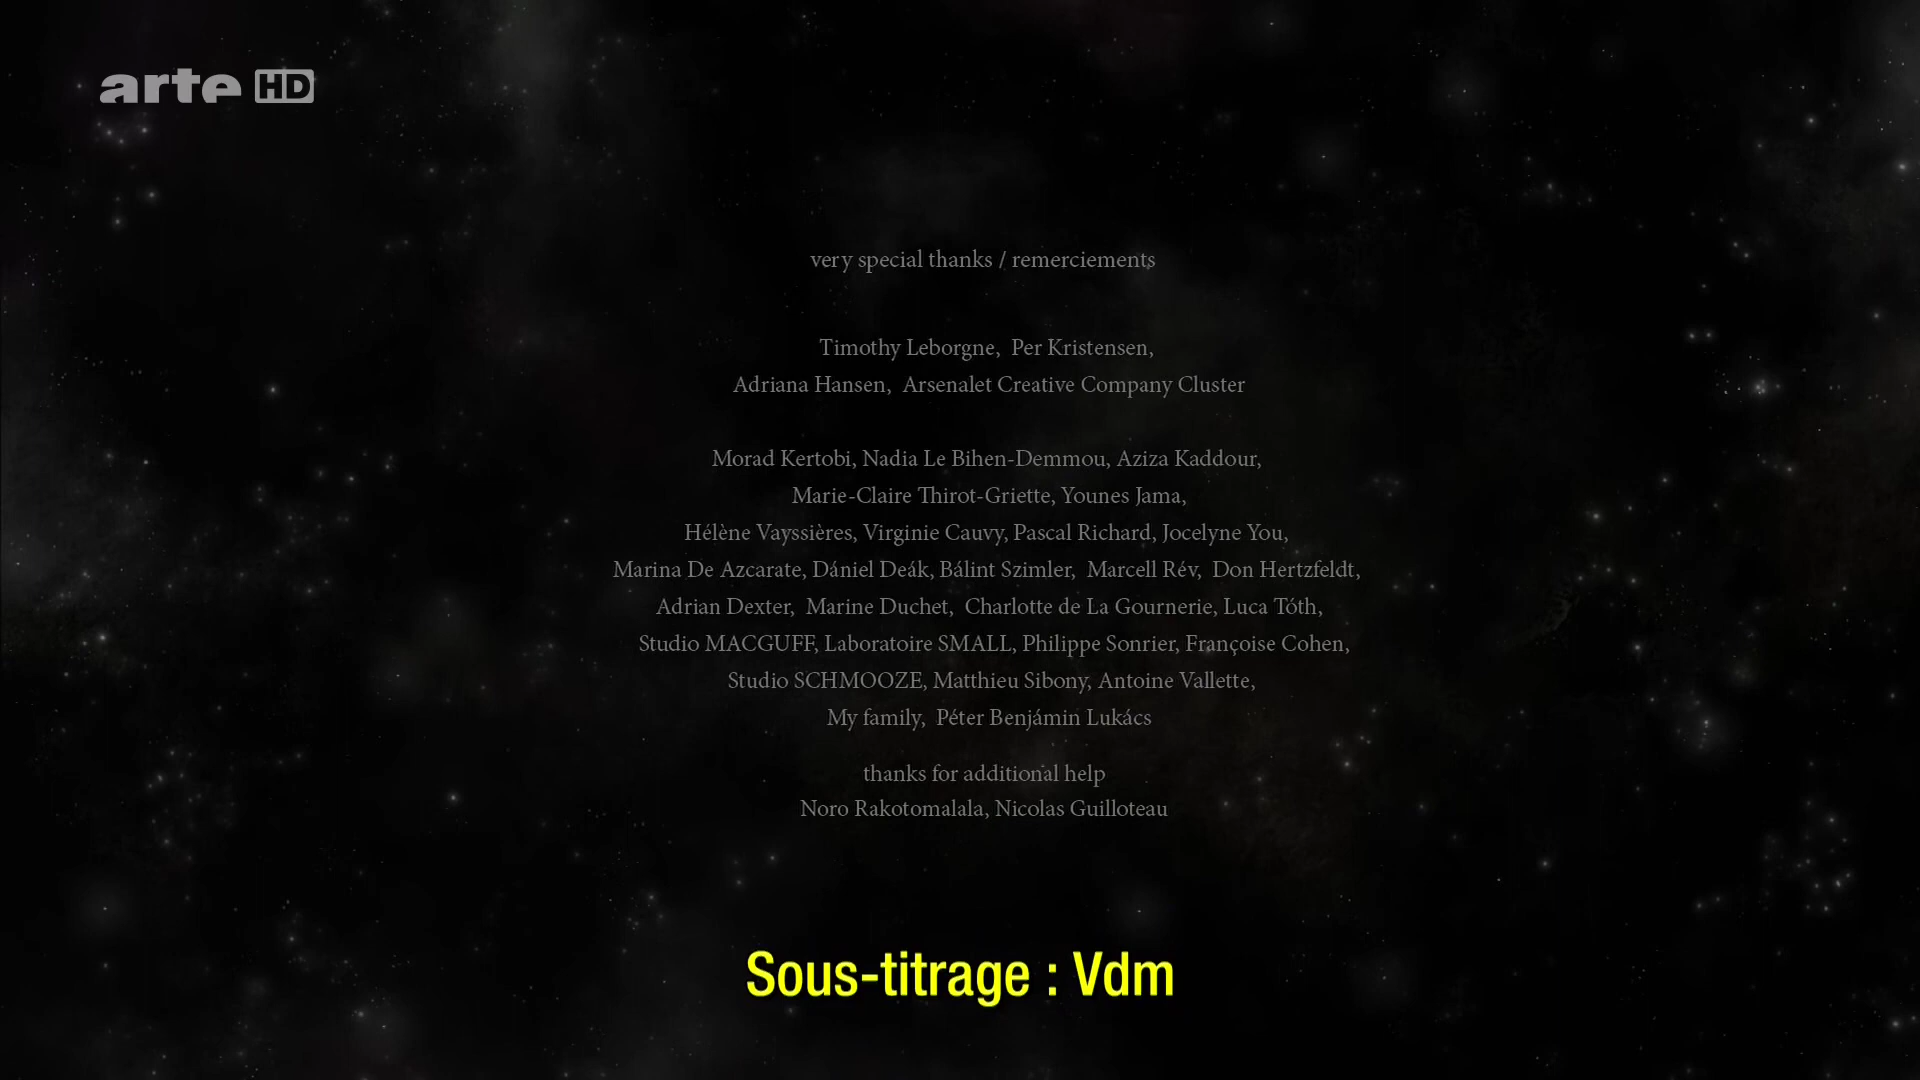 arte HD
very special thanks / remerciements
Timothy Leborgne, Per Kristensen,
Adriana Hansen, Arsenalet Creative Company Cluster
Morad Kertobi, Nadia Le Bihen-Demmou, Aziza Kaddour,
Marie-Claire Thirot-Griette, Younes Jama,
Hélène Vayssières, Virginie Cauvy, Pascal Richard, Jocelyne You,
Marina De Azcarate, Dániel Deák, Bálint Szimler, Marcell Rév, Don Hertzfeldt,
Adrian Dexter, Marine Duchet, Charlotte de La Gournerie, Luca Tóth,
Studio MACGUFF, Laboratoire SMALL, Philippe Sonrier, Françoise Cohen,
Studio SCHMOOZE, Matthieu Sibony, Antoine Vallette,
My family, Péter Benjámin Lukács
thanks for additional help
Noro Rakotomalala, Nicolas Guilloteau
Sous-titrage : Vdm